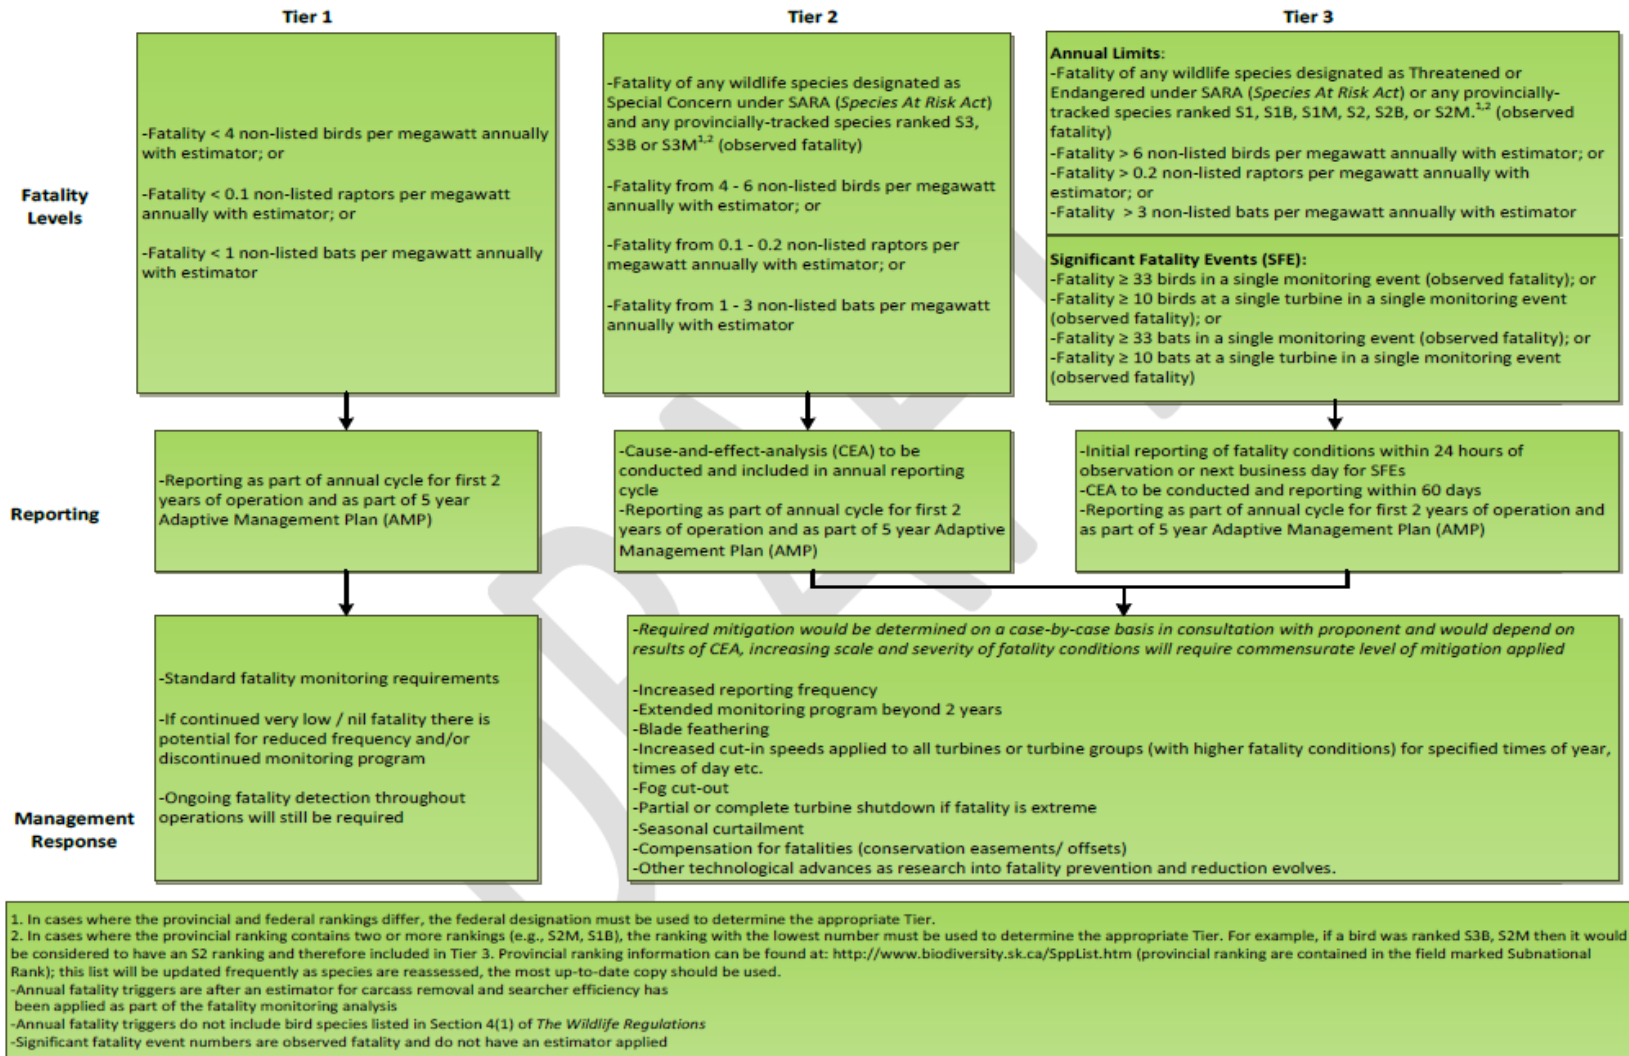 Tier 1
Tier 2
Tier 3
Fatality
Levels
-Fatality < 4 non-listed birds per megawatt annually
with estimator; or
-Fatality < 0.1 non-listed raptors per megawatt
annually with estimator; or
-Fatality < 1 non-listed bats per megawatt annually
with estimator
-Fatality of any wildlife species designated as
Special Concern under SARA (Species At Risk Act)
and any provincially-tracked species ranked S3,
S3B or S3M1,2 (observed fatality)
-Fatality from 4 - 6 non-listed birds per megawatt
annually with estimator; or
-Fatality from 0.1 - 0.2 non-listed raptors per
megawatt annually with estimator; or
-Fatality from 1 - 3 non-listed bats per megawatt
annually with estimator
Annual Limits:
-Fatality of any wildlife species designated as Threatened or
Endangered under SARA (Species At Risk Act) or any provincially-
tracked species ranked S1, S1B, S1M, S2, S2B, or S2M.1,2 (observed
fatality)
-Fatality > 6 non-listed birds per megawatt annually with estimator; or
-Fatality > 0.2 non-listed raptors per megawatt annually with
estimator; or
-Fatality > 3 non-listed bats per megawatt annually with estimator
Significant Fatality Events (SFE):
-Fatality ≥ 33 birds in a single monitoring event (observed fatality); or
-Fatality ≥ 10 birds at a single turbine in a single monitoring event
(observed fatality); or
-Fatality ≥ 33 bats in a single monitoring event (observed fatality); or
-Fatality ≥ 10 bats at a single turbine in a single monitoring event
(observed fatality)
Reporting
-Reporting as part of annual cycle for first 2
years of operation and as part of 5 year
Adaptive Management Plan (AMP)
-Cause-and-effect-analysis (CEA) to be
conducted and included in annual reporting
cycle
-Reporting as part of annual cycle for first 2
years of operation and as part of 5 year Adaptive
Management Plan (AMP)
-Initial reporting of fatality conditions within 24 hours of
observation or next business day for SFEs
-CEA to be conducted and reporting within 60 days
-Reporting as part of annual cycle for first 2 years of operation and
as part of 5 year Adaptive Management Plan (AMP)
Management
Response
-Standard fatality monitoring requirements
-If continued very low / nil fatality there is
potential for reduced frequency and/or
discontinued monitoring program
-Ongoing fatality detection throughout
operations will still be required
-Required mitigation would be determined on a case-by-case basis in consultation with proponent and would depend on
results of CEA, increasing scale and severity of fatality conditions will require commensurate level of mitigation applied
-Increased reporting frequency
-Extended monitoring program beyond 2 years
-Blade feathering
-Increased cut-in speeds applied to all turbines or turbine groups (with higher fatality conditions) for specified times of year,
times of day etc.
-Fog cut-out
-Partial or complete turbine shutdown if fatality is extreme
-Seasonal curtailment
-Compensation for fatalities (conservation easements/ offsets)
-Other technological advances as research into fatality prevention and reduction evolves.
1. In cases where the provincial and federal rankings differ, the federal designation must be used to determine the appropriate Tier.
2. In cases where the provincial ranking contains two or more rankings (e.g., S2M, S1B), the ranking with the lowest number must be used to determine the appropriate Tier. For example, if a bird was ranked S3B, S2M then it would
be considered to have an S2 ranking and therefore included in Tier 3. Provincial ranking information can be found at: http://www.biodiversity.sk.ca/SppList.htm (provincial ranking are contained in the field marked Subnational
Rank); this list will be updated frequently as species are reassessed, the most up-to-date copy should be used.
-Annual fatality triggers are after an estimator for carcass removal and searcher efficiency has
been applied as part of the fatality monitoring analysis
-Annual fatality triggers do not include bird species listed in Section 4(1) of The Wildlife Regulations
-Significant fatality event numbers are observed fatality and do not have an estimator applied